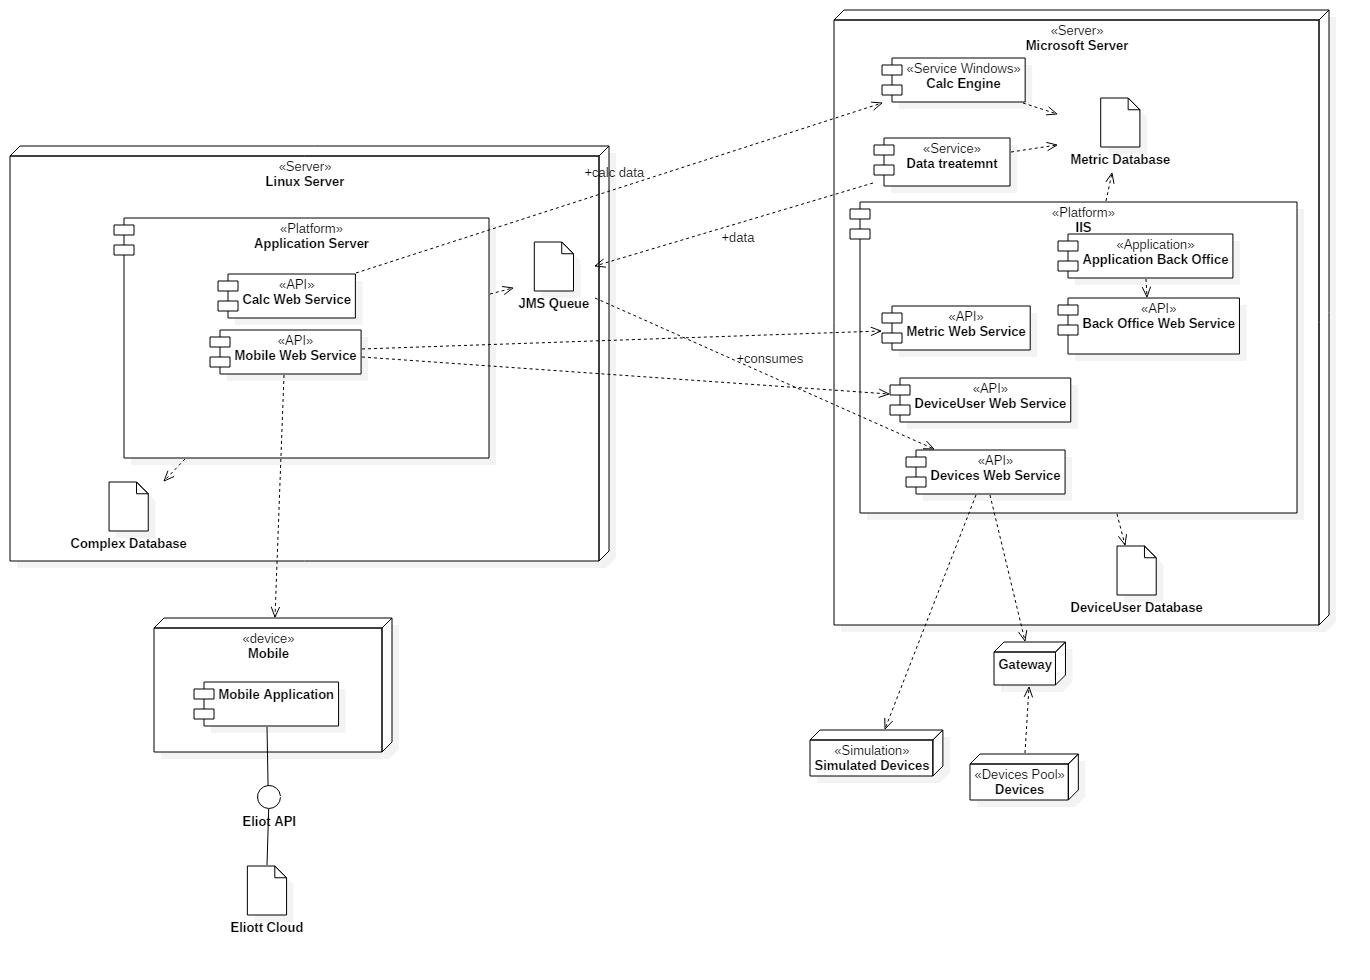 «Server»
Microsoft Server
«Service Windows»
Calc Engine
«Service»
Data treatemnt
Metric Database
«Server»
Linux Server
+calc data
«Platform»
Application Server
+data
«Platform»
IIS
«Application»
Application Back Office
«API»
Calc Web Service
JMS Queue
«API»
Mobile Web Service
«API»
Metric Web Service
«API»
Back Office Web Service
+consumes
«API»
DeviceUser Web Service
«API»
Devices Web Service
Complex Database
DeviceUser Database
«device»
Mobile
Mobile Application
Gateway
«Simulation»
Simulated Devices
«Devices Pool»
Devices
Eliot API
Eliott Cloud